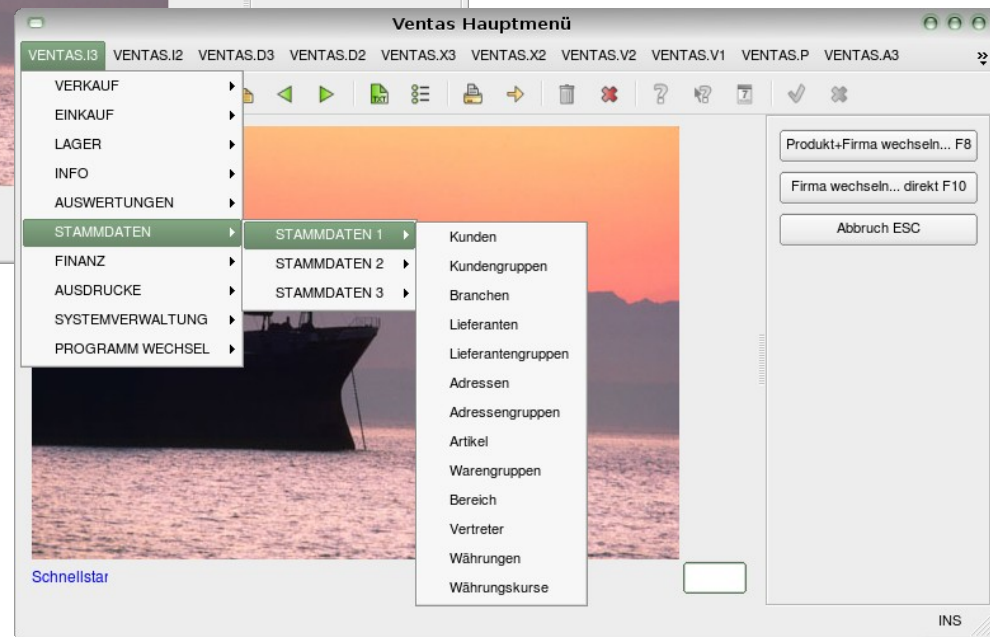 Ventas Hauptmenü
VENTAS.I3 VENTAS.I2 VENTAS.D3 VENTAS.D2 VENTAS.X3 VENTAS.X2 VENTAS.V2 VENTAS.V1 VENTAS.P VENTAS.A3
TXT
7
VERKAUF
EINKAUF
LAGER
INFO
AUSWERTUNGEN
STAMMDATEN
FINANZ
AUSDRUCKE
SYSTEMVERWALTUNG
PROGRAMM WECHSEL
STAMMDATEN 1
STAMMDATEN 2
STAMMDATEN 3
Kunden
Kundengruppen
Branchen
Lieferanten
Lieferantengruppen
Adressen
Adressengruppen
Artikel
Warengruppen
Bereich
Vertreter
Währungen
Währungskurse
Produkt+Firma wechseln... F8
Firma wechseln... direkt F10
Abbruch ESC
Schnellstar
INS